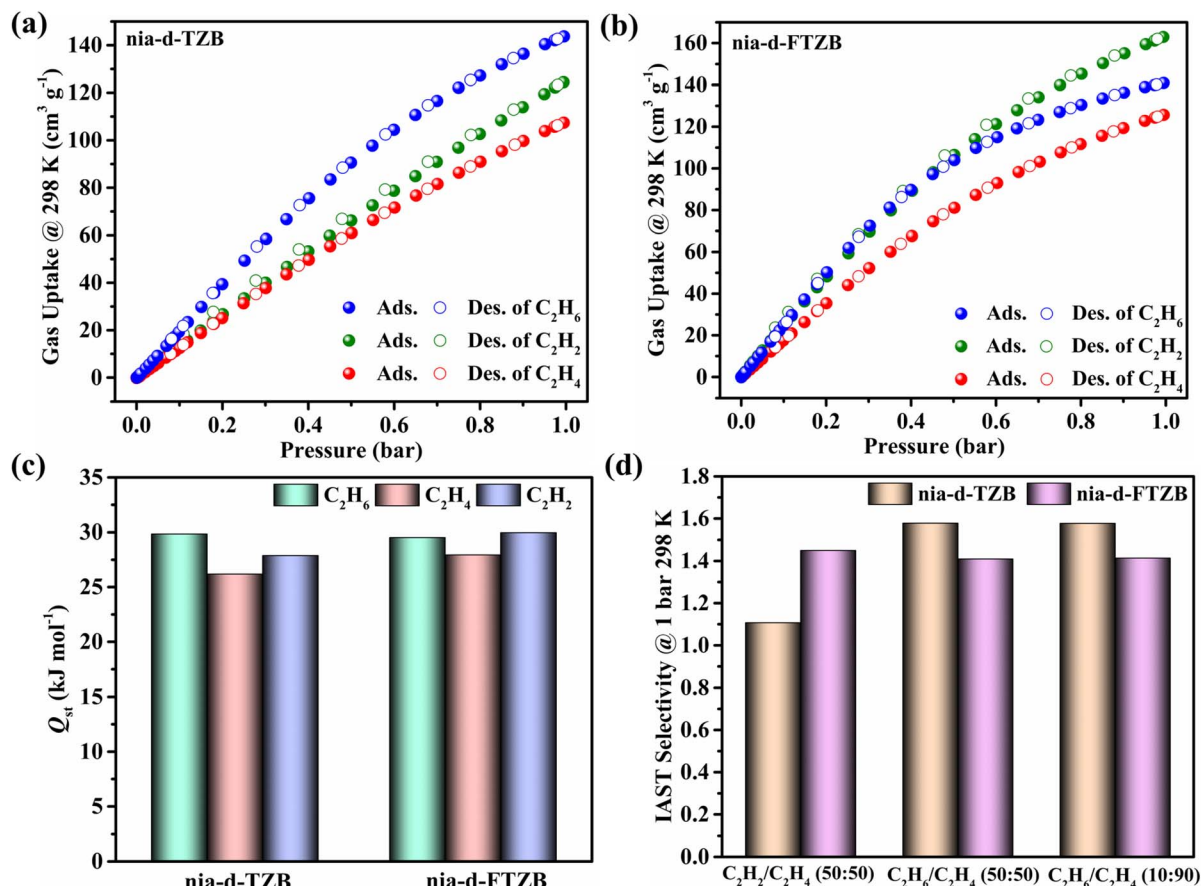 (a)
nia-d-TZB
Gas Uptake @ 298 K (cm³ g⁻¹)
140
120
100
80
60
40
20
0
Ads. Des. of C₂H₆
Ads. Des. of C₂H₂
Ads. Des. of C₂H₄
0.0 0.2 0.4 0.6 0.8 1.0
Pressure (bar)
(b)
nia-d-FTZB
Gas Uptake @ 298 K (cm³ g⁻¹)
160
140
120
100
80
60
40
20
0
Ads. Des. of C₂H₆
Ads. Des. of C₂H₂
Ads. Des. of C₂H₄
0.0 0.2 0.4 0.6 0.8 1.0
Pressure (bar)
(c)
C₂H₆ C₂H₄ C₂H₂
Qst (kJ mol⁻¹)
35
30
25
20
15
10
5
0
nia-d-TZB nia-d-FTZB
(d)
nia-d-TZB nia-d-FTZB
IAST Selectivity @ 1 bar 298 K
1.8
1.6
1.4
1.2
1.0
0.8
0.6
0.4
0.2
0.0
C₂H₂/C₂H₄ (50:50) C₂H₆/C₂H₄ (50:50) C₂H₆/C₂H₄ (10:90)